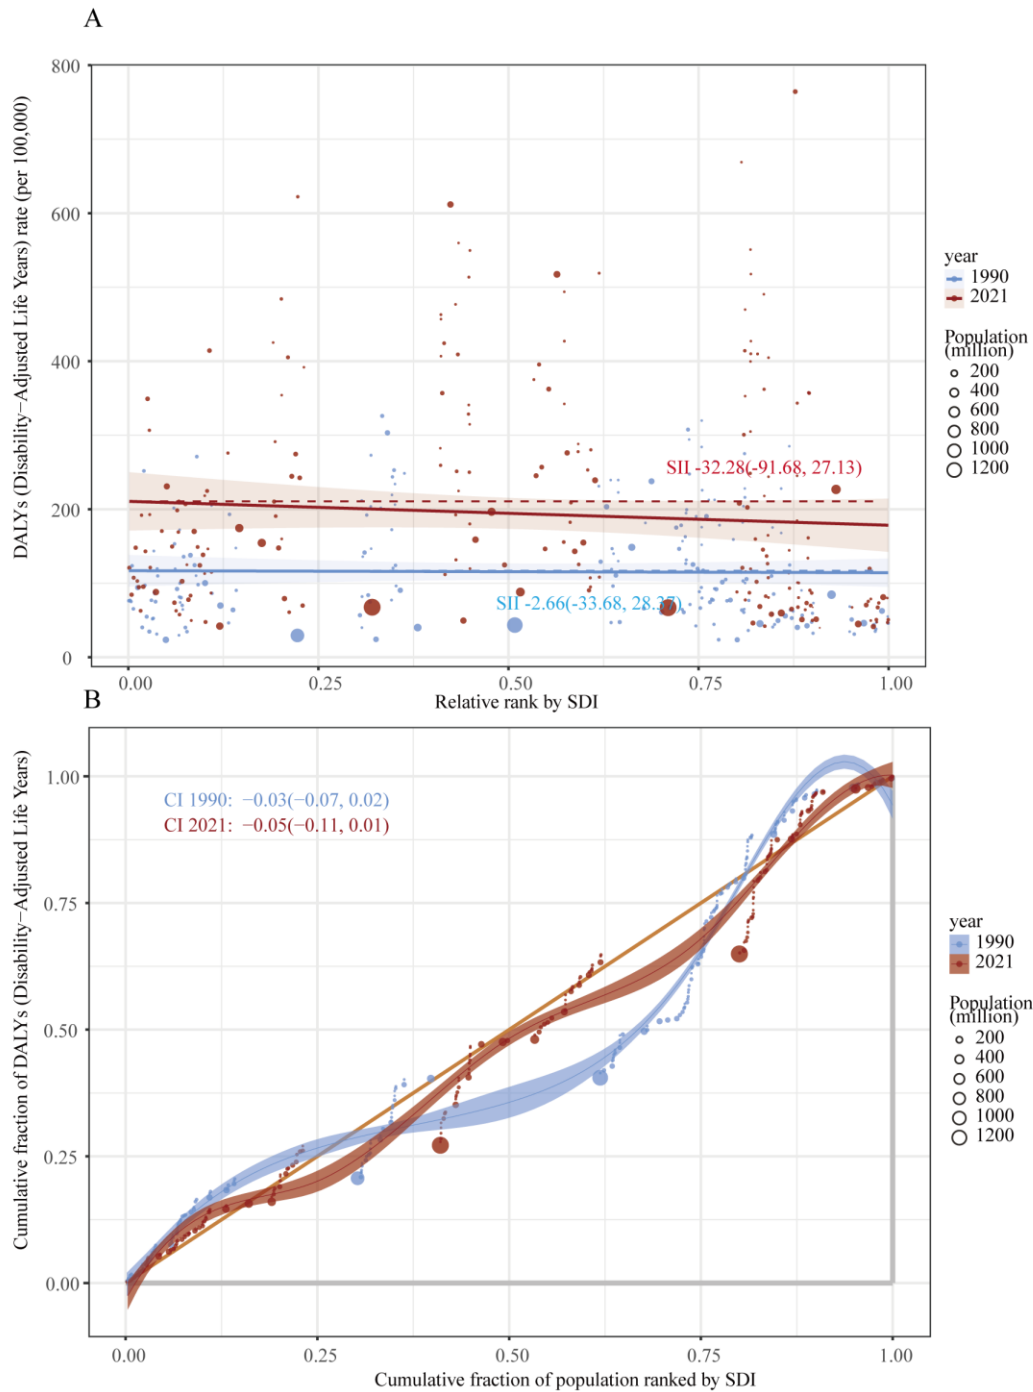 A
DALYs (Disability−Adjusted Life Years) rate (per 100,000)
800
600
400
200
0
SII -32.28(-91.68, 27.13)
SII -2.66(-33.68, 28.37)
0.00 0.25 0.50 0.75 1.00
Relative rank by SDI
year
1990
2021
Population
(million)
200
400
600
800
1000
1200
B
Cumulative fraction of DALYs (Disability−Adjusted Life Years)
1.00
0.75
0.50
0.25
0.00
CI 1990: −0.03(−0.07, 0.02)
CI 2021: −0.05(−0.11, 0.01)
0.00 0.25 0.50 0.75 1.00
Cumulative fraction of population ranked by SDI
year
1990
2021
Population
(million)
200
400
600
800
1000
1200